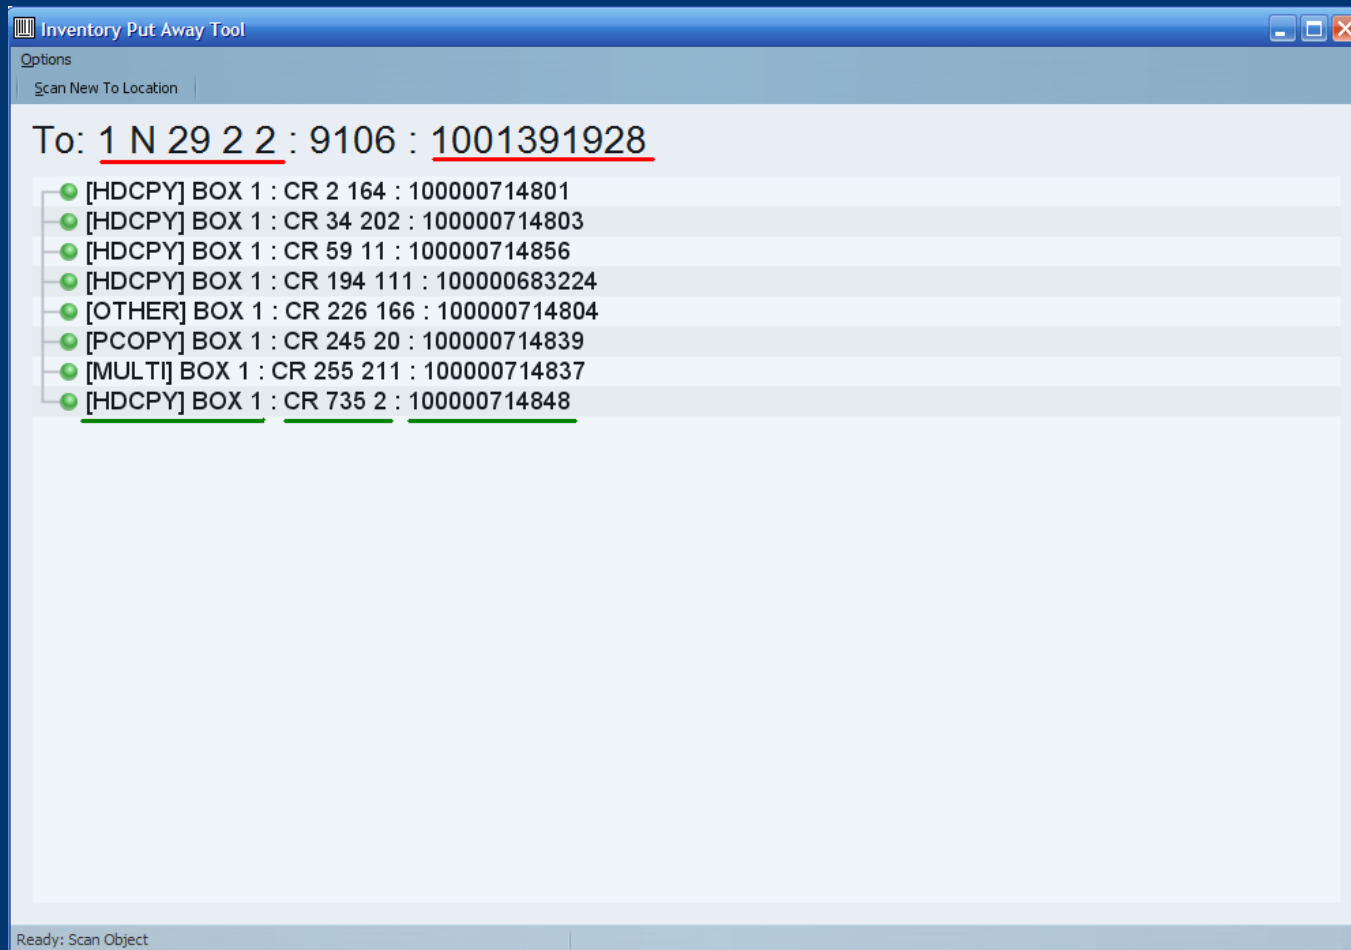 Inventory Put Away Tool
Options
Scan New To Location
To: 1 N 29 2 2 : 9106 : 1001391928
[HDCPY] BOX 1 : CR 2 164 : 100000714801
[HDCPY] BOX 1 : CR 34 202 : 100000714803
[HDCPY] BOX 1 : CR 59 11 : 100000714856
[HDCPY] BOX 1 : CR 194 111 : 100000683224
[OTHER] BOX 1 : CR 226 166 : 100000714804
[PCOPY] BOX 1 : CR 245 20 : 100000714839
[MULTI] BOX 1 : CR 255 211 : 100000714837
[HDCPY] BOX 1 : CR 735 2 : 100000714848
Ready: Scan Object